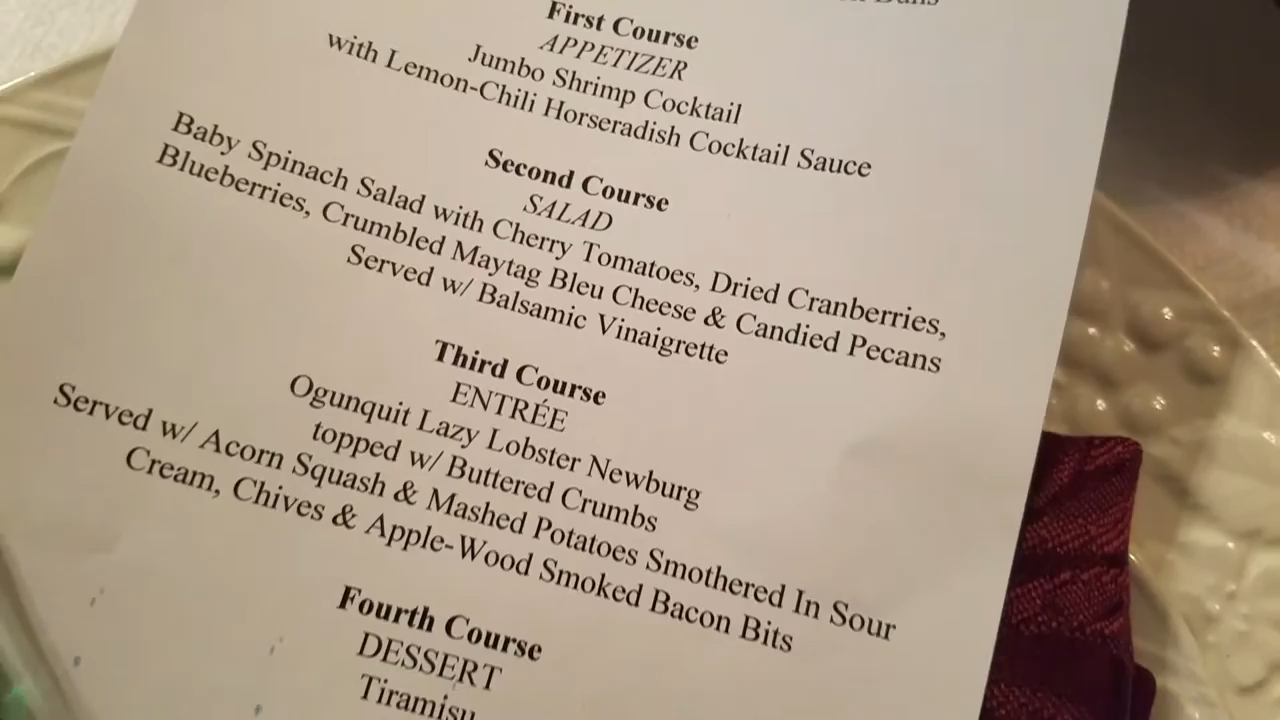 First Course
APPETIZER
Jumbo Shrimp Cocktail
with Lemon-Chili Horseradish Cocktail Sauce
Second Course
SALAD
Baby Spinach Salad with Cherry Tomatoes, Dried Cranberries,
Blueberries, Crumbled Maytag Bleu Cheese & Candied Pecans
Served w/ Balsamic Vinaigrette
Third Course
ENTRÉE
Ogunquit Lazy Lobster Newburg
topped w/ Buttered Crumbs
Served w/ Acorn Squash & Mashed Potatoes Smothered In Sour
Cream, Chives & Apple-Wood Smoked Bacon Bits
Fourth Course
DESSERT
Tiramisu